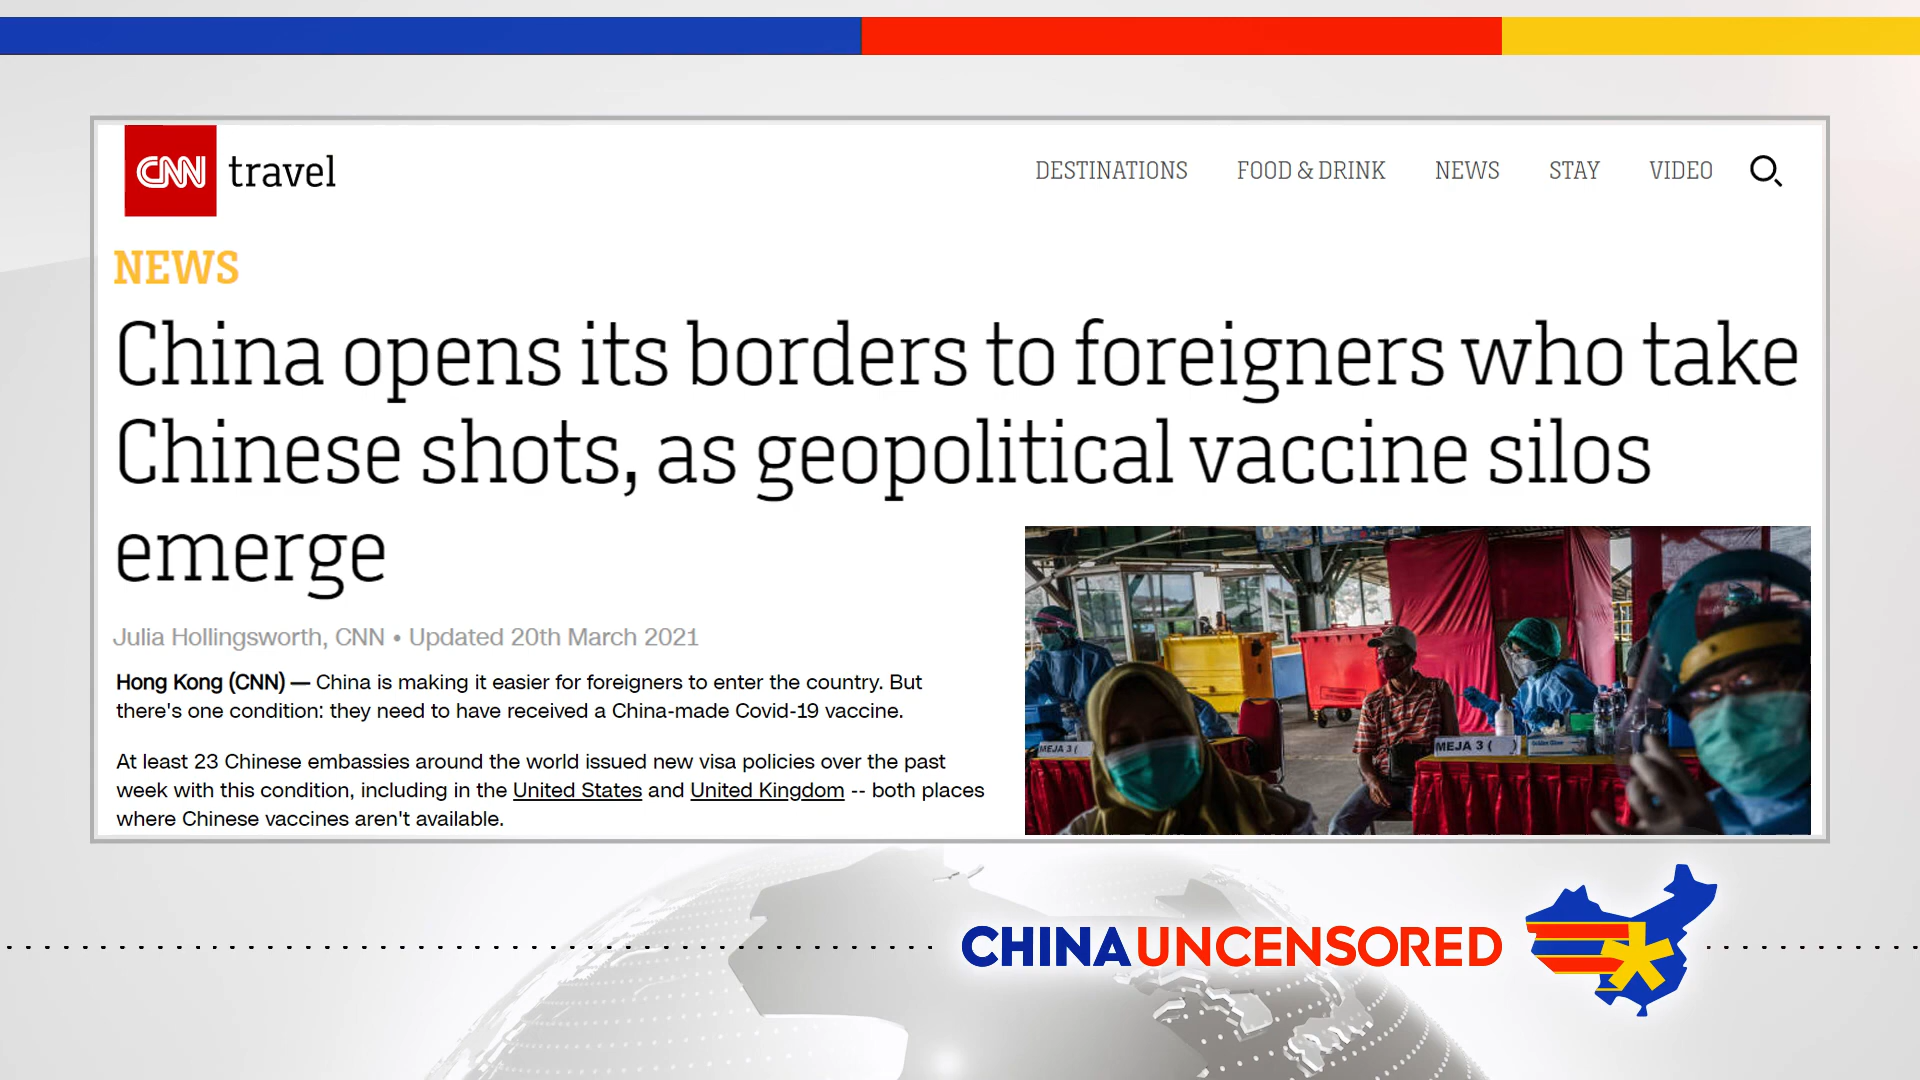 CNN travel
DESTINATIONS FOOD & DRINK NEWS STAY VIDEO
NEWS
China opens its borders to foreigners who take
Chinese shots, as geopolitical vaccine silos
emerge
Julia Hollingsworth, CNN • Updated 20th March 2021
Hong Kong (CNN) — China is making it easier for foreigners to enter the country. But
there's one condition: they need to have received a China-made Covid-19 vaccine.
At least 23 Chinese embassies around the world issued new visa policies over the past
week with this condition, including in the United States and United Kingdom -- both places
where Chinese vaccines aren't available.
MEJA 3 (
MEJA 3 (
Golden Glove
CHINA UNCENSORED